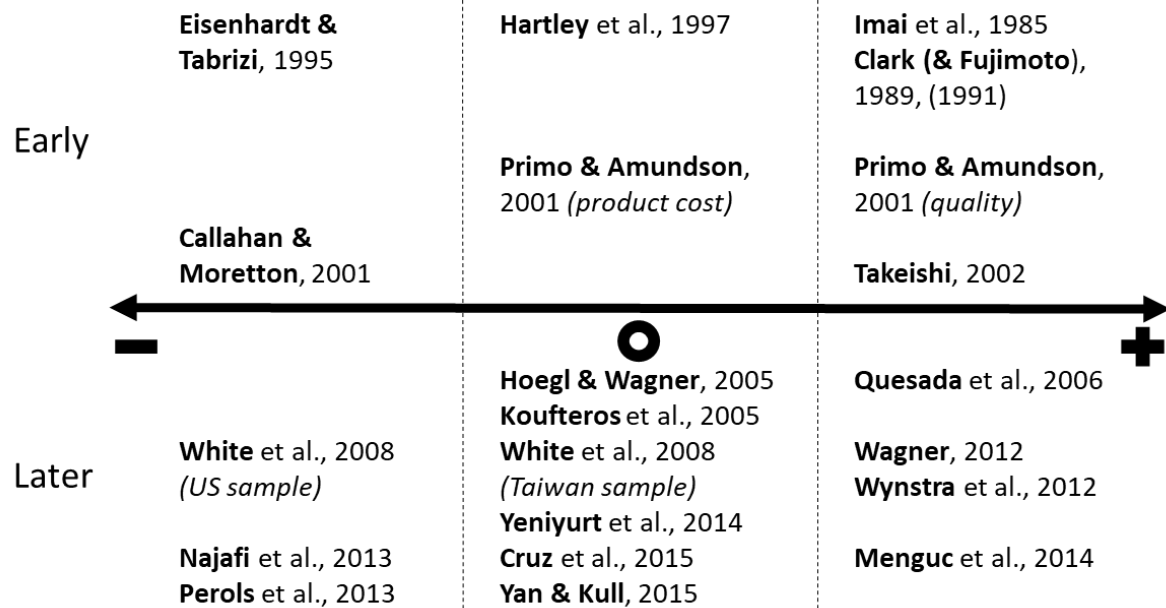 Early
Eisenhardt &
Tabrizi, 1995
Callahan &
Moretton, 2001
Hartley et al., 1997
Primo & Amundson,
2001 (product cost)
Imai et al., 1985
Clark (& Fujimoto),
1989, (1991)
Primo & Amundson,
2001 (quality)
Takeishi, 2002
Later
White et al., 2008
(US sample)
Najafi et al., 2013
Perols et al., 2013
Hoegl & Wagner, 2005
Koufteros et al., 2005
White et al., 2008
(Taiwan sample)
Yeniyurt et al., 2014
Cruz et al., 2015
Yan & Kull, 2015
Quesada et al., 2006
Wagner, 2012
Wynstra et al., 2012
Menguc et al., 2014